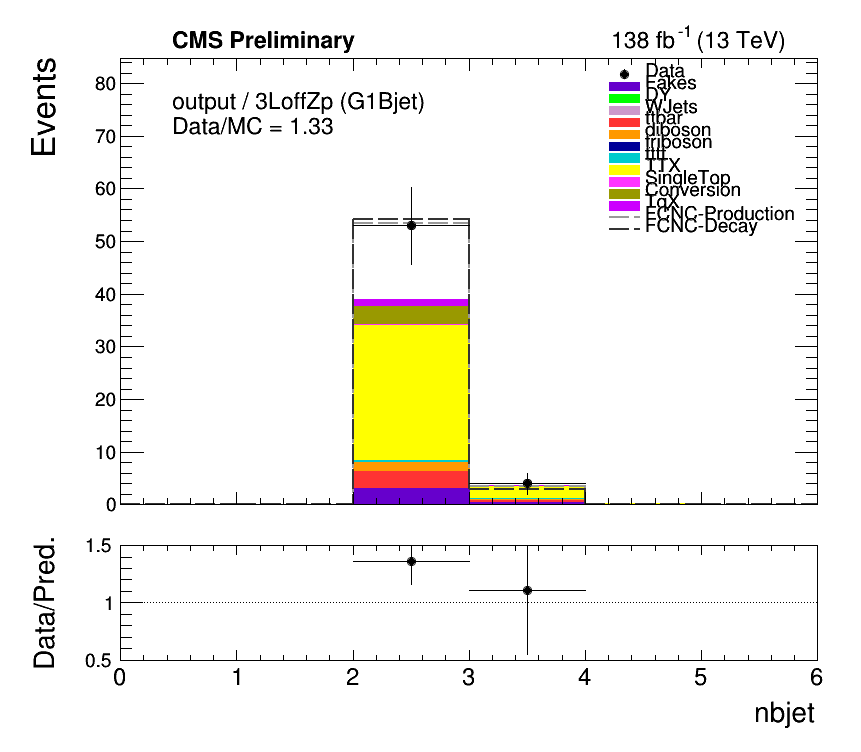 CMS Preliminary
138 fb-1 (13 TeV)
Events
output / 3LoffZp (G1Bjet)
Data/MC = 1.33
Data
Fakes
DY
WJets
ttbar
diboson
triboson
tttt
TTX
SingleTop
Conversion
TqX
FCNC-Production
FCNC-Decay
80
70
60
50
40
30
20
10
0
Data/Pred.
1.5
1
0.5
0 1 2 3 4 5 6
nbjet